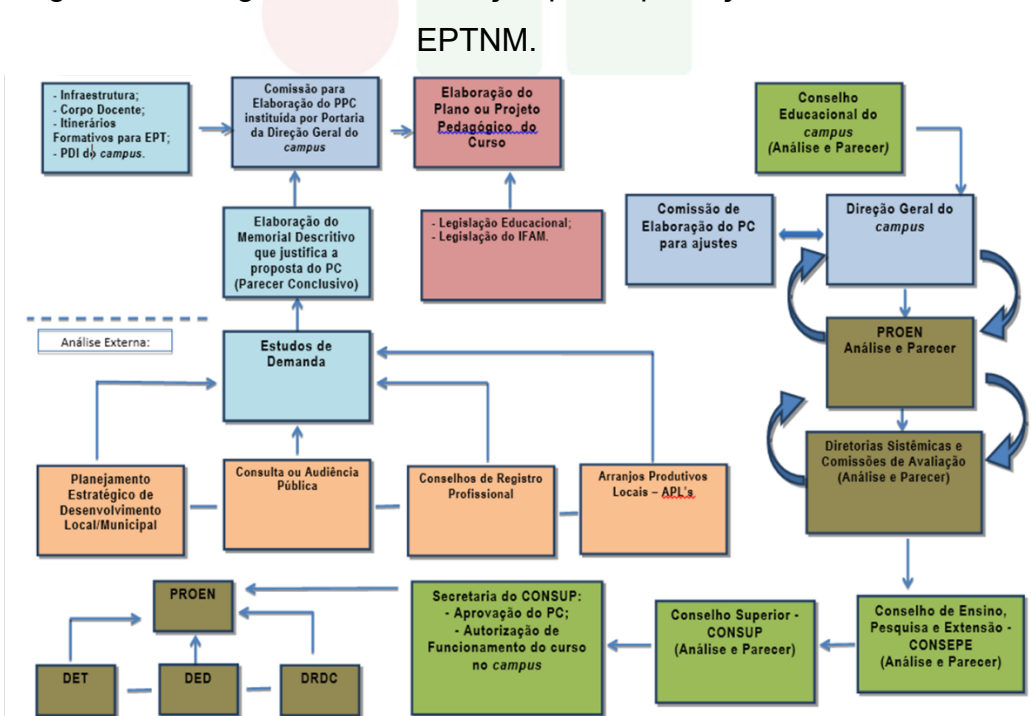 EPTNM.
- Infraestrutura;
- Corpo Docente;
- Itinerários
Formativos para EPT;
- PDI do campus.
Comissão para
Elaboração do PPC
instituída por Portaria
da Direção Geral do
campus
Elaboração do
Plano ou Projeto
Pedagógico do
Curso
Conselho
Educacional do
campus
(Análise e Parecer)
Elaboração do
Memorial Descritivo
que justifica a
proposta do PC
(Parecer Conclusivo)
- Legislação Educacional;
- Legislação do IFAM.
Comissão de
Elaboração do PC
para ajustes
Direção Geral do
campus
Análise Externa:
Estudos de
Demanda
PROEN
Análise e Parecer
Planejamento
Estratégico de
Desenvolvimento
Local/Municipal
Consulta ou Audiência
Pública
Conselhos de Registro
Profissional
Arranjos Produtivos
Locais – APL's
Diretorias Sistêmicas e
Comissões de Avaliação
(Análise e Parecer)
PROEN
DET
DED
DRDC
Secretaria do CONSUP:
- Aprovação do PC;
- Autorização de
Funcionamento do curso
no campus
Conselho Superior -
CONSUP
(Análise e Parecer)
Conselho de Ensino,
Pesquisa e Extensão -
CONSEPE
(Análise e Parecer)